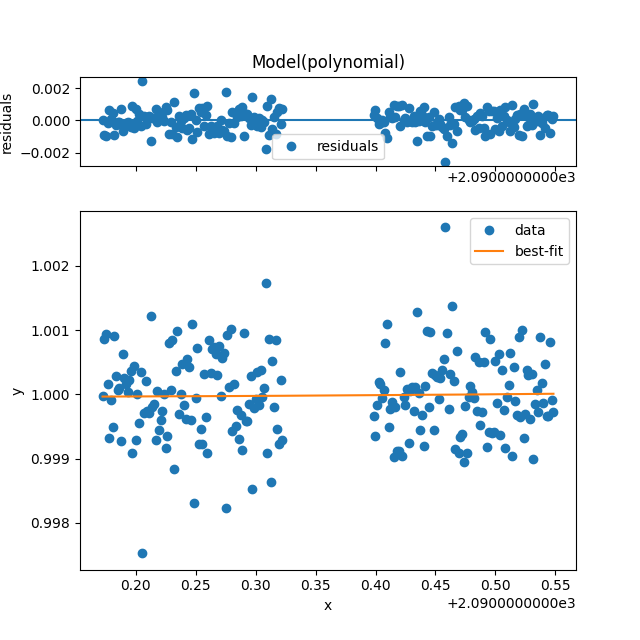 Model(polynomial)
residuals
0.002
0.000
−0.002
residuals
+2.0900000000e3
y
1.002
1.001
1.000
0.999
0.998
data
best-fit
0.20 0.25 0.30 0.35 0.40 0.45 0.50 0.55
x
+2.0900000000e3